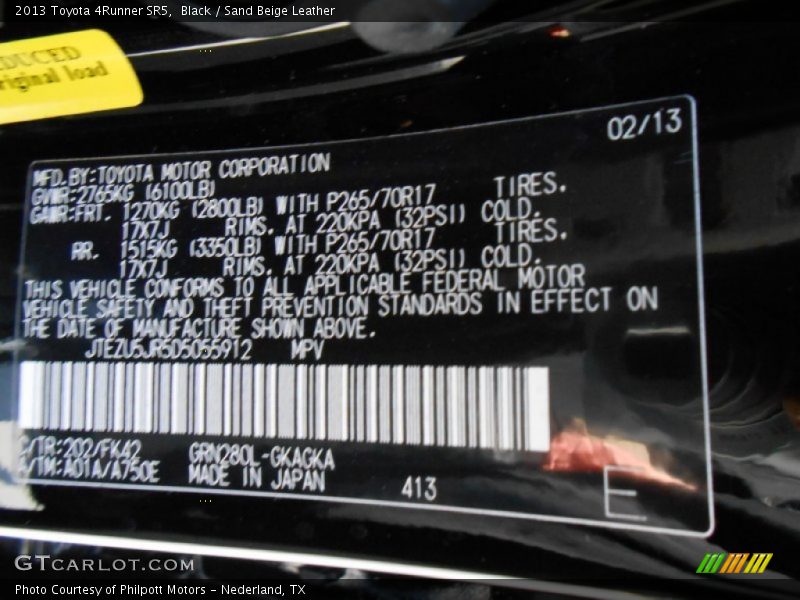 2013 Toyota 4Runner SR5,  Black / Sand Beige Leather
original load
02/13
MFD.BY:TOYOTA MOTOR CORPORATION
GVWR:2765KG (6100LB)
GAWR:FRT. 1270KG (2800LB) WITH P265/70R17 TIRES.
17X7J RIMS. AT 220KPA (32PSI) COLD.
RR. 1515KG (3350LB) WITH P265/70R17 TIRES.
17X7J RIMS. AT 220KPA (32PSI) COLD.
THIS VEHICLE CONFORMS TO ALL APPLICABLE FEDERAL MOTOR
VEHICLE SAFETY AND THEFT PREVENTION STANDARDS IN EFFECT ON
THE DATE OF MANUFACTURE SHOWN ABOVE.
JTEZU5JR5D5055912 MPV
C/TR:202/FK42 GRN280L-GKAGKA
A/TM:A01A/A750E MADE IN JAPAN
413
E
GTCARLOT.COM
Photo Courtesy of Philpott Motors - Nederland, TX